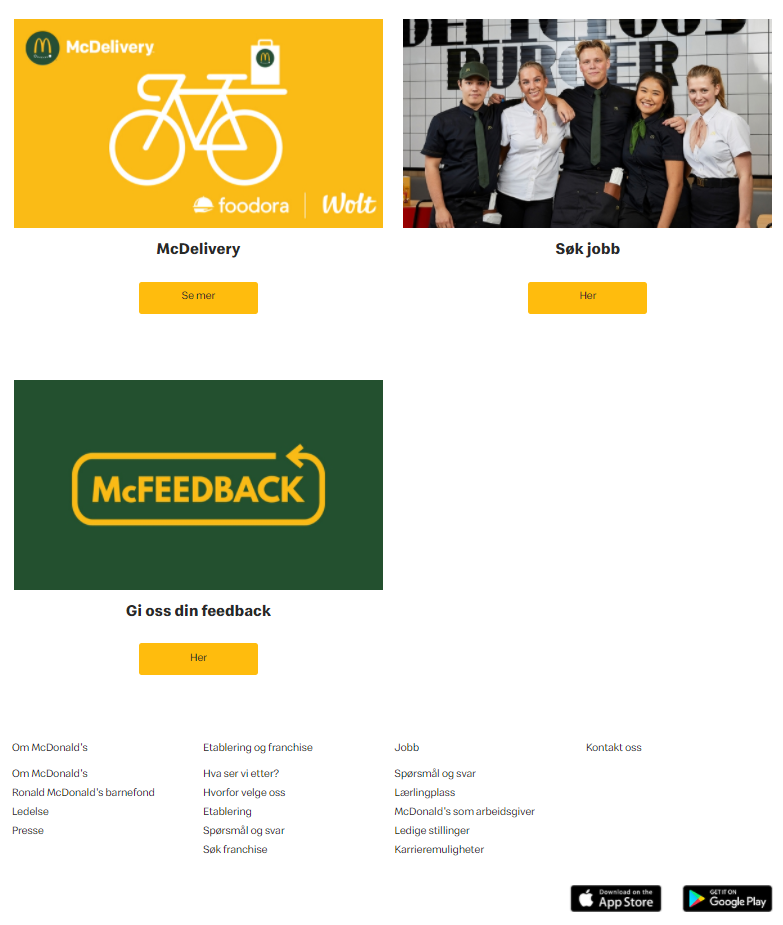 McDelivery
foodora Wolt
DELICIOUS
BURGER
McDelivery
Søk jobb
Se mer
Her
McFEEDBACK
Gi oss din feedback
Her
Om McDonald's
Om McDonald's
Ronald McDonald's barnefond
Ledelse
Presse
Etablering og franchise
Hva ser vi etter?
Hvorfor velge oss
Etablering
Spørsmål og svar
Søk franchise
Jobb
Spørsmål og svar
Lærlingplass
McDonald's som arbeidsgiver
Ledige stillinger
Karrieremuligheter
Kontakt oss
Download on the
App Store
GET IT ON
Google Play